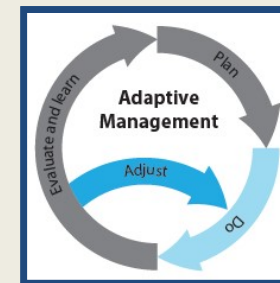 Plan
Adaptive
Management
Evaluate and learn
Adjust
Do